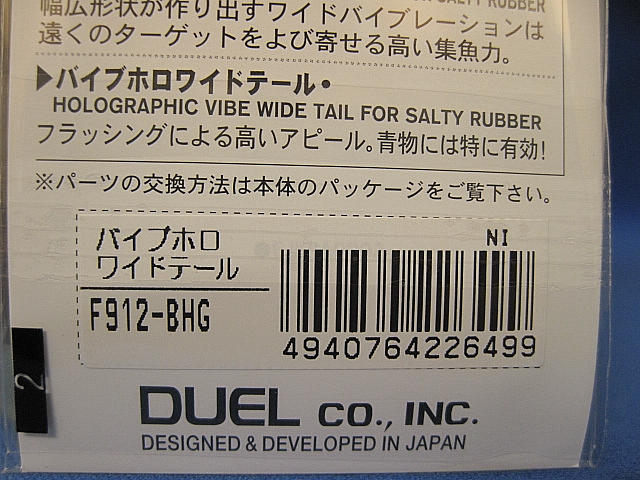 SALTY RUBBER
幅広形状が作り出すワイドバイブレーションは
遠くのターゲットをよび寄せる高い集魚力。
▶バイブホロワイドテール・
HOLOGRAPHIC VIBE WIDE TAIL FOR SALTY RUBBER
フラッシングによる高いアピール。青物には特に有効!
※パーツの交換方法は本体のパッケージをご覧下さい。
バイブホロ
ワイドテール
NI
F912-BHG
4940764226499
2
DUEL CO., INC.
DESIGNED & DEVELOPED IN JAPAN